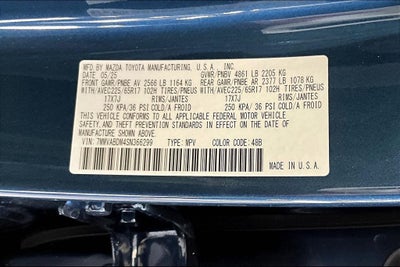 MFD. BY MAZDA TOYOTA MANUFACTURING, U.S.A., INC.
DATE 05/25 GVWR/PNBV 4861 LB 2205 KG
FRONT GAWR/PNBE AV 2566 LB 1164 KG REAR GAWR/PNBE AR 2377 LB 1078 KG
WITH/AVEC225/65R17 102H TIRES/PNEUS WITH/AVEC225/65R17 102H TIRES/PNEUS
17X7J RIMS/JANTES 17X7J RIMS/JANTES
250 KPA/36 PSI COLD/A FROID 250 KPA/36 PSI COLD/A FROID
THIS VEHICLE CONFORMS TO ALL APPLICABLE FEDERAL MOTOR
VEHICLE SAFETY AND THEFT PREVENTION STANDARDS IN EFFECT
ON THE DATE OF MANUFACTURE SHOWN ABOVE.
VIN: 7MMVABDM4SN366299 TYPE: MPV COLOR CODE: 48B
MADE IN U.S.A.